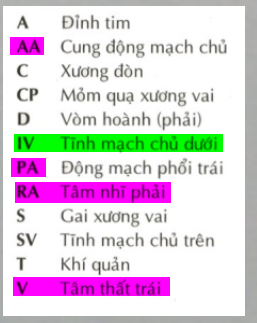 A Đỉnh tim
AA Cung động mạch chủ
C Xương đòn
CP Mỏm quạ xương vai
D Vòm hoành (phải)
IV Tĩnh mạch chủ dưới
PA Động mạch phổi trái
RA Tâm nhĩ phải
S Gai xương vai
SV Tĩnh mạch chủ trên
T Khí quản
V Tâm thất trái